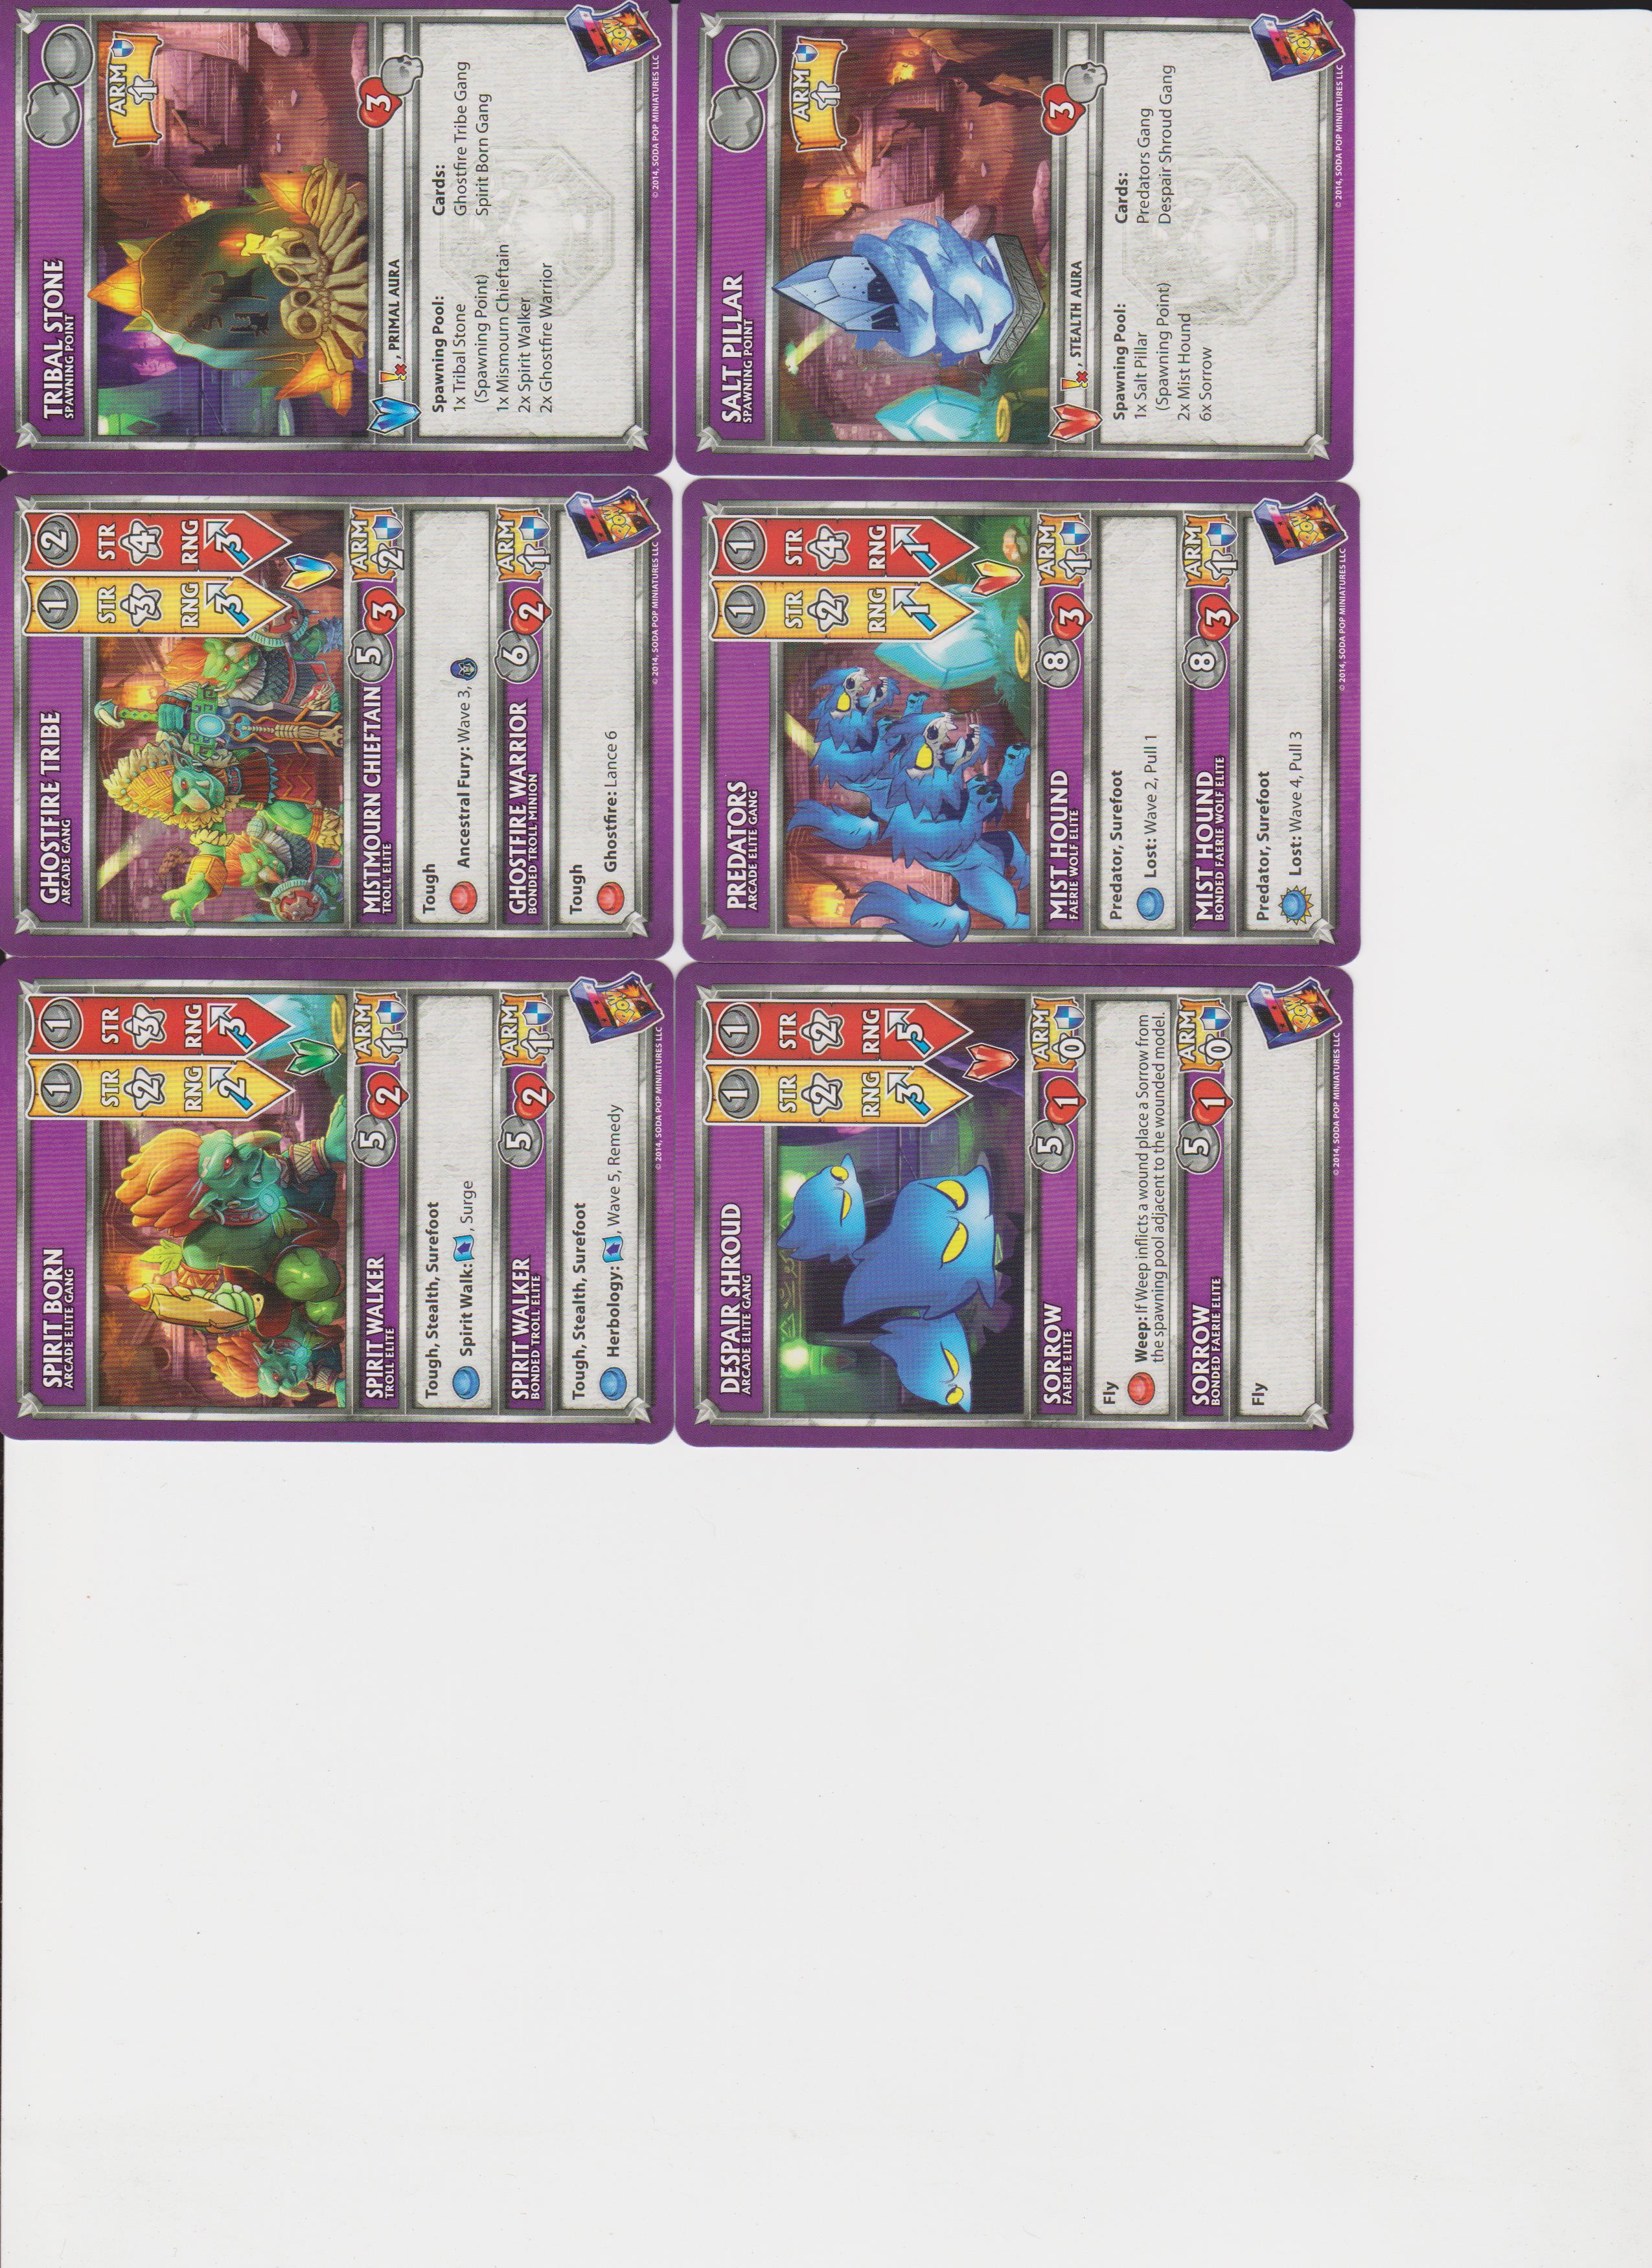 TRIBAL STONE
SPAWNING POINT
ARM
1
3
, PRIMAL AURA
Spawning Pool:
1x Tribal Stone
(Spawning Point)
1x Mismourn Chieftain
2x Spirit Walker
2x Ghostfire Warrior
Cards:
Ghostfire Tribe Gang
Spirit Born Gang
© 2014, SODA POP MINIATURES LLC
GHOSTFIRE TRIBE
ARCADE GANG
1
STR
3
RNG
3
2
STR
4
RNG
3
MISTMOURN CHIEFTAIN
TROLL ELITE
5
3
ARM
2
Tough
Ancestral Fury: Wave 3,
GHOSTFIRE WARRIOR
BONDED TROLL MINION
6
2
ARM
1
Tough
Ghostfire: Lance 6
© 2014, SODA POP MINIATURES LLC
SPIRIT BORN
ARCADE ELITE GANG
1
STR
2
RNG
2
1
STR
3
RNG
3
SPIRIT WALKER
TROLL ELITE
5
2
ARM
1
Tough, Stealth, Surefoot
Spirit Walk: , Surge
SPIRIT WALKER
BONDED TROLL ELITE
5
2
ARM
1
Tough, Stealth, Surefoot
Herbology: , Wave 5, Remedy
© 2014, SODA POP MINIATURES LLC
SALT PILLAR
SPAWNING POINT
ARM
1
3
, STEALTH AURA
Spawning Pool:
1x Salt Pillar
(Spawning Point)
2x Mist Hound
6x Sorrow
Cards:
Predators Gang
Despair Shroud Gang
© 2014, SODA POP MINIATURES LLC
PREDATORS
ARCADE ELITE GANG
1
STR
2
RNG
1
1
STR
4
RNG
1
MIST HOUND
FAERIE WOLF ELITE
8
3
ARM
1
Predator, Surefoot
Lost: Wave 2, Pull 1
MIST HOUND
BONDED FAERIE WOLF ELITE
8
3
ARM
1
Predator, Surefoot
Lost: Wave 4, Pull 3
© 2014, SODA POP MINIATURES LLC
DESPAIR SHROUD
ARCADE ELITE GANG
1
STR
2
RNG
3
1
STR
2
RNG
5
SORROW
FAERIE ELITE
5
1
ARM
0
Fly
Weep: If Weep inflicts a wound place a Sorrow from
the spawning pool adjacent to the wounded model.
SORROW
BONDED FAERIE ELITE
5
1
ARM
0
Fly
© 2014, SODA POP MINIATURES LLC